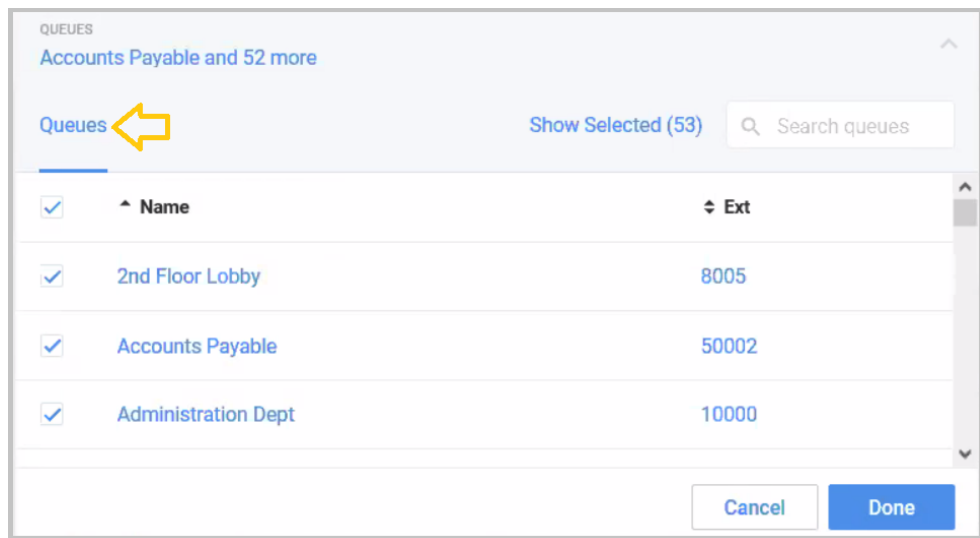 QUEUES
Accounts Payable and 52 more
Queues Show Selected (53) Search queues
Name Ext
2nd Floor Lobby 8005
Accounts Payable 50002
Administration Dept 10000
Cancel Done